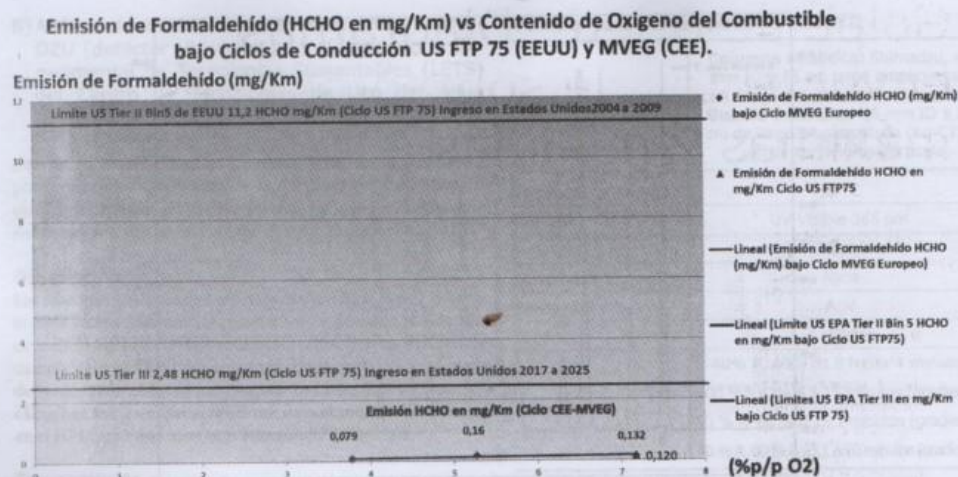 Emisión de Formaldehído (HCHO en mg/Km) vs Contenido de Oxigeno del Combustible
bajo Ciclos de Conducción US FTP 75 (EEUU) y MVEG (CEE).
Emisión de Formaldehído (mg/Km)
12
Limite US Tier II Bin5 de EEUU 11,2 HCHO mg/Km (Ciclo US FTP 75) Ingreso en Estados Unidos2004 a 2009
10
8
6
4
Limite US Tier III 2,48 HCHO mg/Km (Ciclo US FTP 75) Ingreso en Estados Unidos 2017 a 2025
2
Emisión HCHO en mg/Km (Ciclo CEE-MVEG)
0,079
0,16
0,132
0,120
0
0 1 2 3 4 5 6 7 8
(%p/p O2)
Emisión de Formaldehído HCHO (mg/Km)
bajo Ciclo MVEG Europeo
Emisión de Formaldehído HCHO en
mg/Km Ciclo US FTP75
Lineal (Emisión de Formaldehído HCHO
(mg/Km) bajo Ciclo MVEG Europeo)
Lineal (Limite US EPA Tier II Bin 5 HCHO
en mg/Km bajo Ciclo US FTP75)
Lineal (Limites US EPA Tier III en mg/Km
bajo Ciclo US FTP 75)